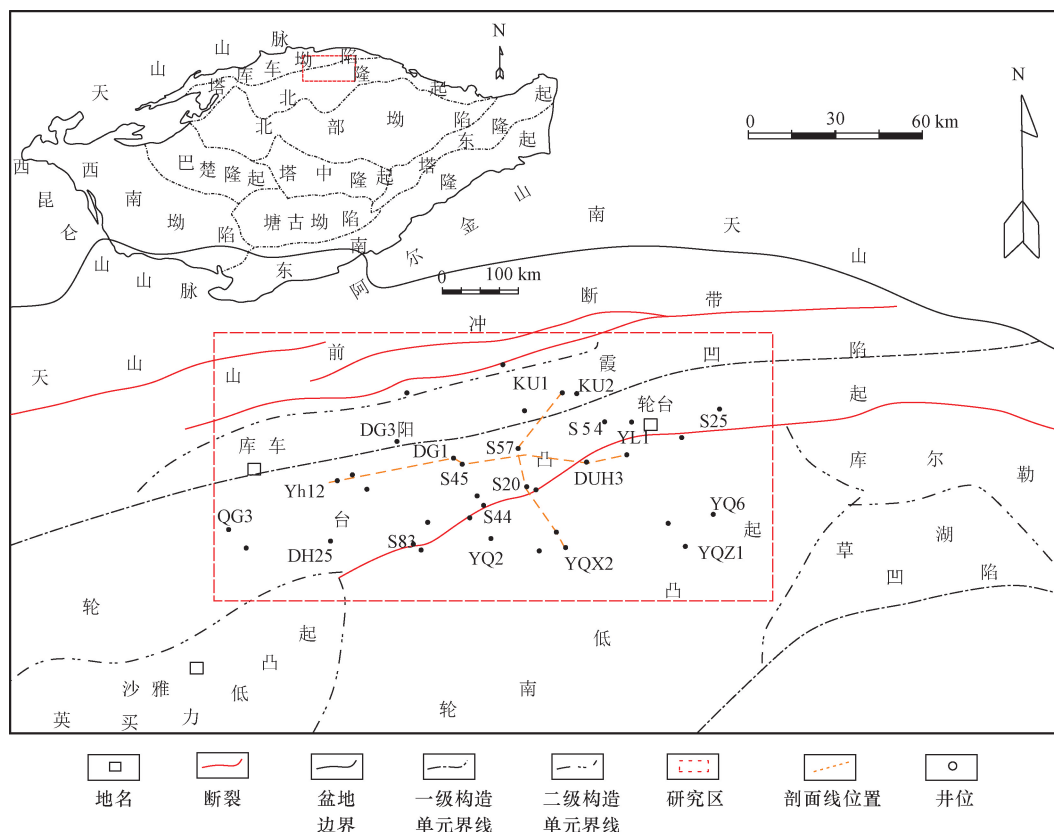 天山山脉
N
塔北隆起
库车坳陷
北部坳陷
巴楚隆起
塔中隆起
塔东隆起
西南坳陷
塘古坳陷
东南
西昆仑山山脉
阿尔金山
0 100 km
0 30 60 km
N
南天山
天山山前冲断带
阳霞凹陷
KU1
KU2
轮台
S54
S25
YL1
DG3
S57
库车
DG1
S45
DUH3
Yh12
S20
QG3
S44
YQ6
S83
DH25
YQ2
YQX2
YQZ1
轮台凸起
库尔勒
草湖凹陷
沙雅
英买力低凸起
轮南低凸起
地名
断裂
盆地
边界
一级构造
单元界线
二级构造
单元界线
研究区
剖面线位置
井位